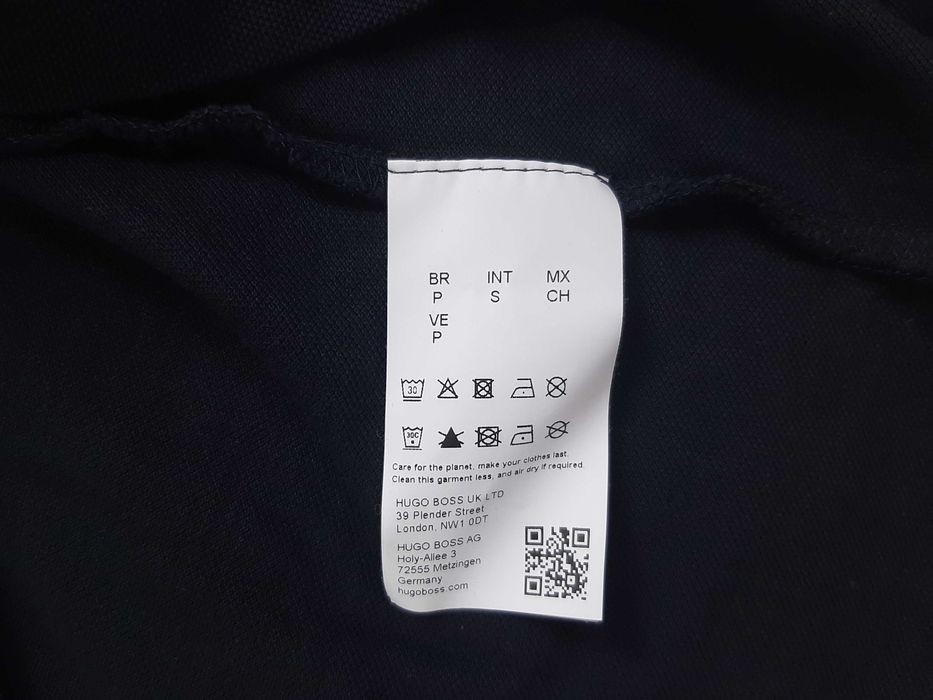 BR INT MX
P S CH
VE
P
30
30C
Care for the planet, make your clothes last.
Clean this garment less, and air dry if required.
HUGO BOSS UK LTD
39 Plender Street
London, NW1 0DT
HUGO BOSS AG
Holy-Allee 3
72555 Metzingen
Germany
hugoboss.com